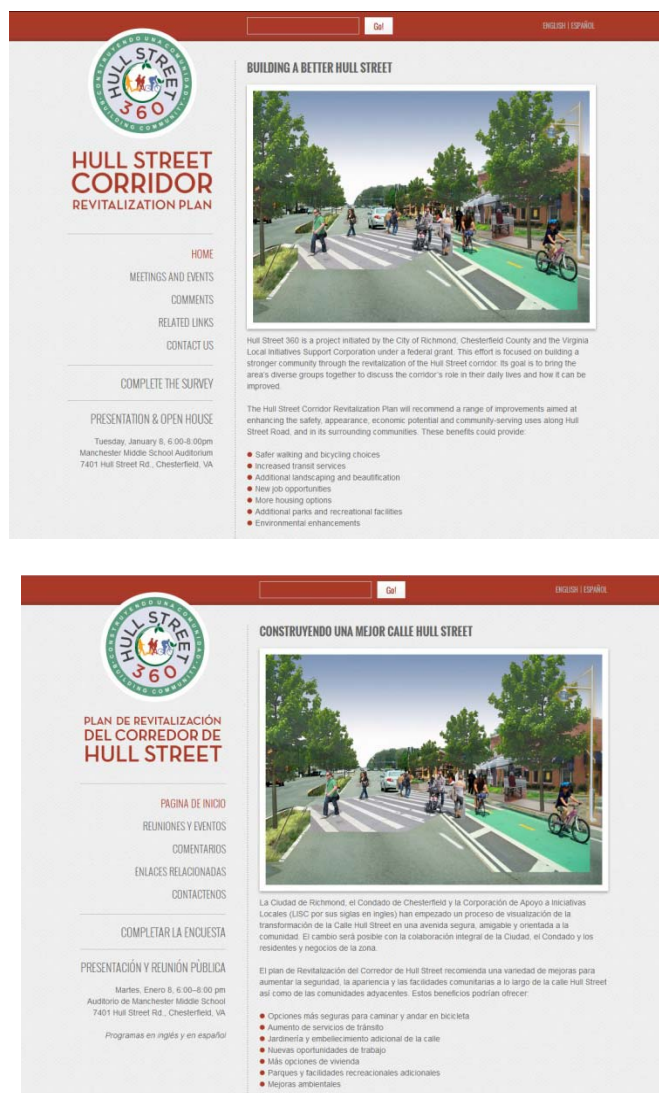 Go!
ENGLISH | ESPAÑOL
CONSTRUYENDO UNA COMUNIDAD
BUILDING COMMUNITY
HULL STREET
360
HULL STREET
CORRIDOR
REVITALIZATION PLAN
HOME
MEETINGS AND EVENTS
COMMENTS
RELATED LINKS
CONTACT US
COMPLETE THE SURVEY
PRESENTATION & OPEN HOUSE
Tuesday, January 8, 6:00-8:00pm
Manchester Middle School Auditorium
7401 Hull Street Rd., Chesterfield, VA
BUILDING A BETTER HULL STREET
Hull Street 360 is a project initiated by the City of Richmond, Chesterfield County and the Virginia
Local Initiatives Support Corporation under a federal grant. This effort is focused on building a
stronger community through the revitalization of the Hull Street corridor. Its goal is to bring the
area's diverse groups together to discuss the corridor's role in their daily lives and how it can be
improved.
The Hull Street Corridor Revitalization Plan will recommend a range of improvements aimed at
enhancing the safety, appearance, economic potential and community-serving uses along Hull
Street Road, and in its surrounding communities. These benefits could provide:
Safer walking and bicycling choices
Increased transit services
Additional landscaping and beautification
New job opportunities
More housing options
Additional parks and recreational facilities
Environmental enhancements
Go!
ENGLISH | ESPAÑOL
CONSTRUYENDO UNA COMUNIDAD
BUILDING COMMUNITY
HULL STREET
360
PLAN DE REVITALIZACIÓN
DEL CORREDOR DE
HULL STREET
PAGINA DE INICIO
REUNIONES Y EVENTOS
COMENTARIOS
ENLACES RELACIONADAS
CONTACTENOS
COMPLETAR LA ENCUESTA
PRESENTACIÓN Y REUNIÓN PÙBLICA
Martes, Enero 8, 6:00–8:00 pm
Auditorio de Manchester Middle School
7401 Hull Street Rd., Chesterfield, VA
Programas en inglés y en español
CONSTRUYENDO UNA MEJOR CALLE HULL STREET
La Ciudad de Richmond, el Condado de Chesterfield y la Corporación de Apoyo a Iniciativas
Locales (LISC por sus siglas en ingles) han empezado un proceso de visualización de la
transformación de la Calle Hull Street en una avenida segura, amigable y orientada a la
comunidad. El cambio será posible con la colaboración integral de la Ciudad, el Condado y los
residentes y negocios de la zona.
El plan de Revitalización del Corredor de Hull Street recomienda una variedad de mejoras para
aumentar la seguridad, la apariencia y las facilidades comunitarias a lo largo de la calle Hull Street
así como de las comunidades adyacentes. Estos beneficios podrían ofrecer:
Opciones más seguras para caminar y andar en bicicleta
Aumento de servicios de tránsito
Jardinería y embellecimiento adicional de la calle
Nuevas oportunidades de trabajo
Más opciones de vivienda
Parques y facilidades recreacionales adicionales
Mejoras ambientales